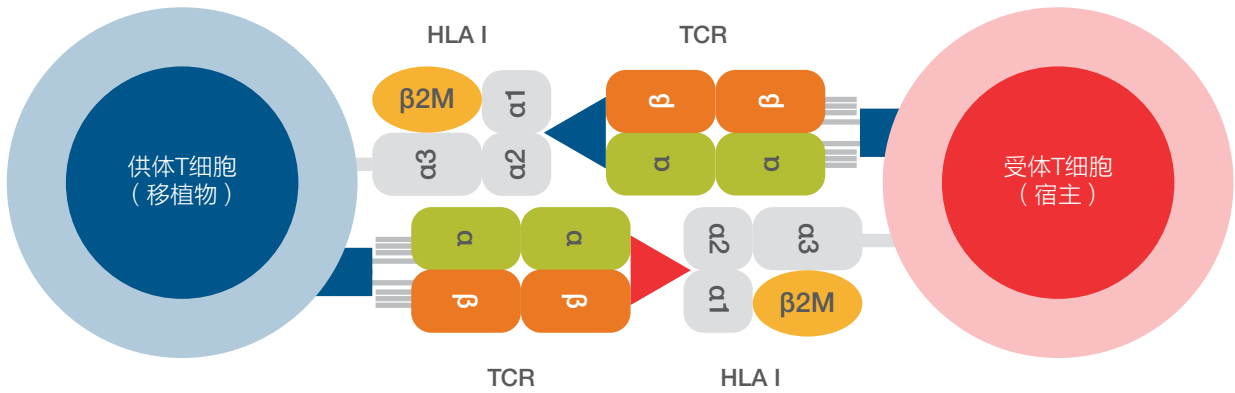 HLA I
TCR
β2M
α1
β
β
α3
α2
α
α
供体T细胞
（移植物）
受体T细胞
（宿主）
α
α
α2
α3
β
β
α1
β2M
TCR
HLA I